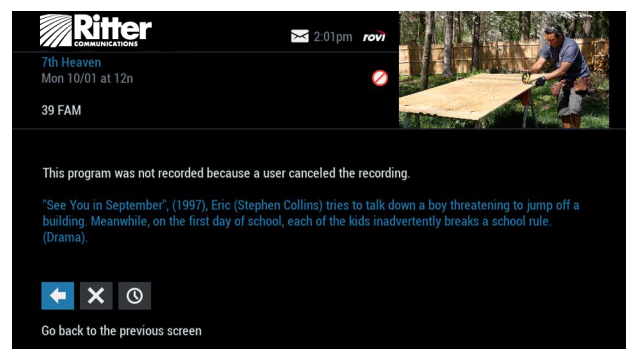 Ritter
COMMUNICATIONS
2:01pm rovi
7th Heaven
Mon 10/01 at 12n
39 FAM
This program was not recorded because a user canceled the recording.
"See You in September", (1997), Eric (Stephen Collins) tries to talk down a boy threatening to jump off a
building. Meanwhile, on the first day of school, each of the kids inadvertently breaks a school rule.
(Drama).
Go back to the previous screen